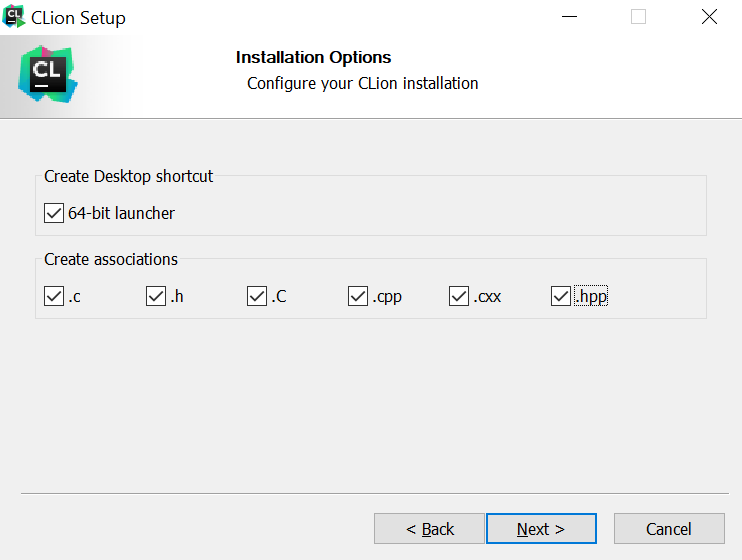 CLion Setup
CL
Installation Options
Configure your CLion installation
Create Desktop shortcut
64-bit launcher
Create associations
.c .h .C .cpp .cxx .hpp
< Back Next > Cancel